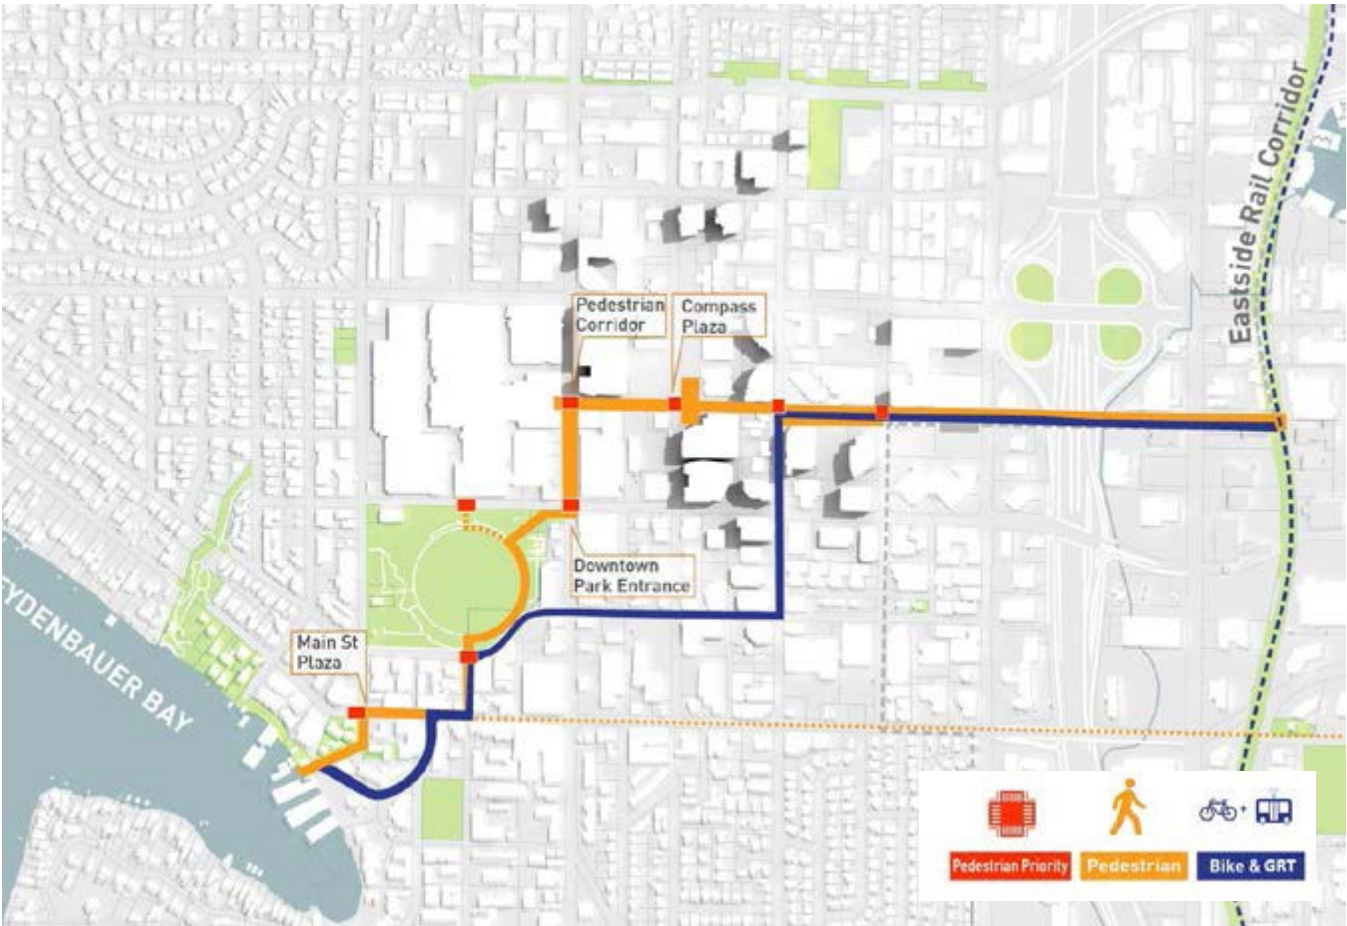 Eastside Rail Corridor
Pedestrian
Corridor
Compass
Plaza
Downtown
Park Entrance
Main St
Plaza
EYDENBAUER BAY
Pedestrian Priority
Pedestrian
+
Bike & GRT